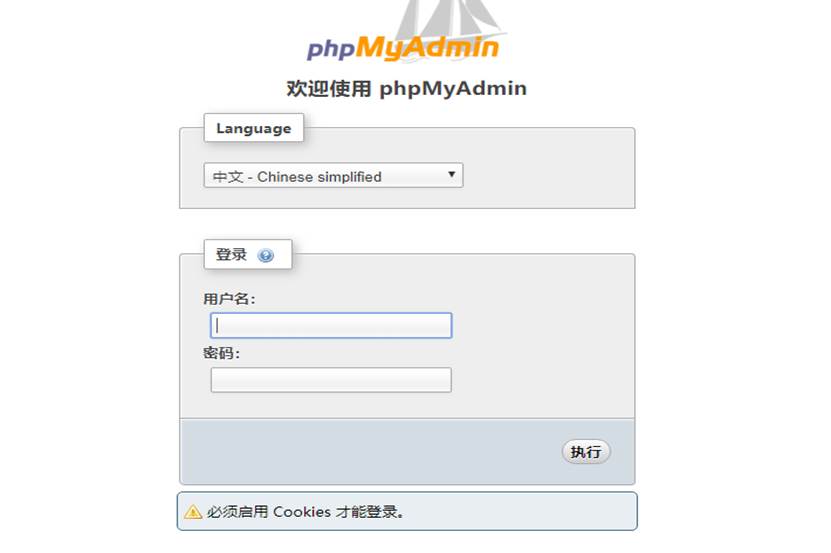 phpMyAdmin
欢迎使用 phpMyAdmin
Language
中文 - Chinese simplified
登录
用户名：
密码：
执行
必须启用 Cookies 才能登录。